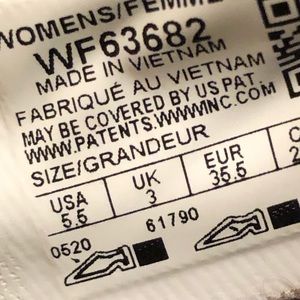 WOMENS/FEMME
WF63682
MADE IN VIETNAM
FABRIQUÉ AU VIETNAM
MAY BE COVERED BY US PAT.
WWW.PATENTS.WWWINC.COM
SIZE/GRANDEUR
USA UK EUR
5.5 3 35.5
0520 61790